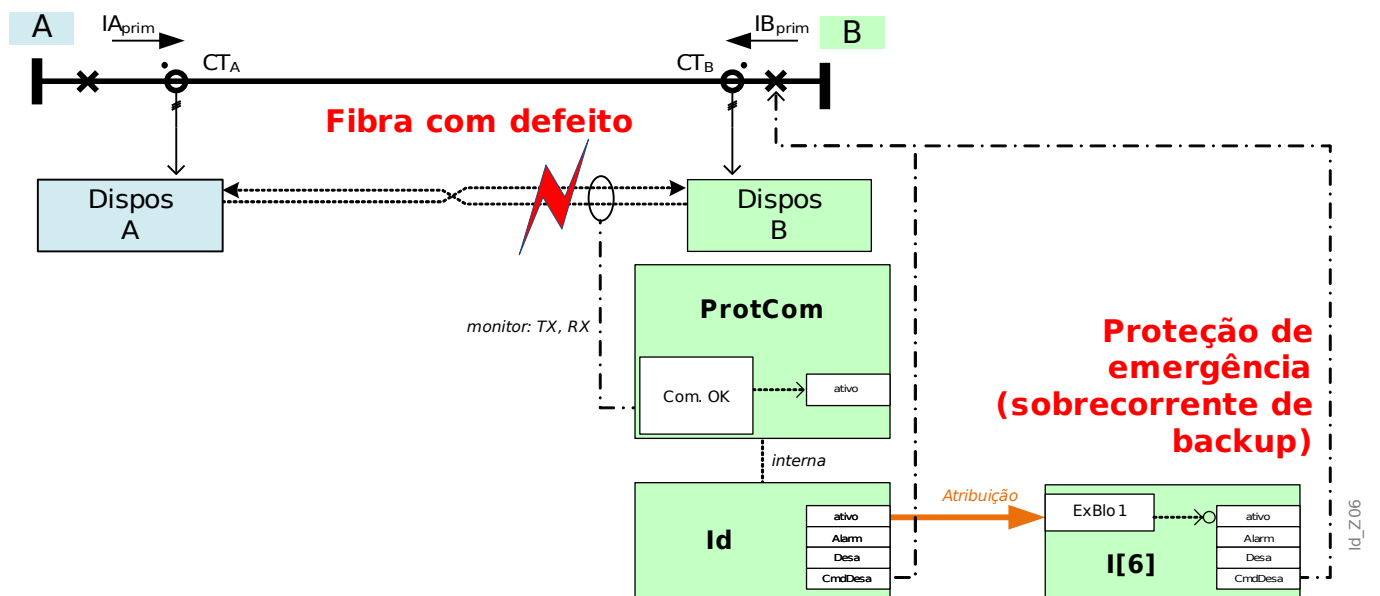 A
IAprim
IBprim
B
CTA
CTB
Fibra com defeito
Dispos
A
Dispos
B
ProtCom
monitor: TX, RX
Com. OK
ativo
Proteção de
emergência
(sobrecorrente de
backup)
interna
Id
ativo
Alarm
Desa
CmdDesa
Atribuição
ExBlo1
I[6]
ativo
Alarm
Desa
CmdDesa
Id_Z06